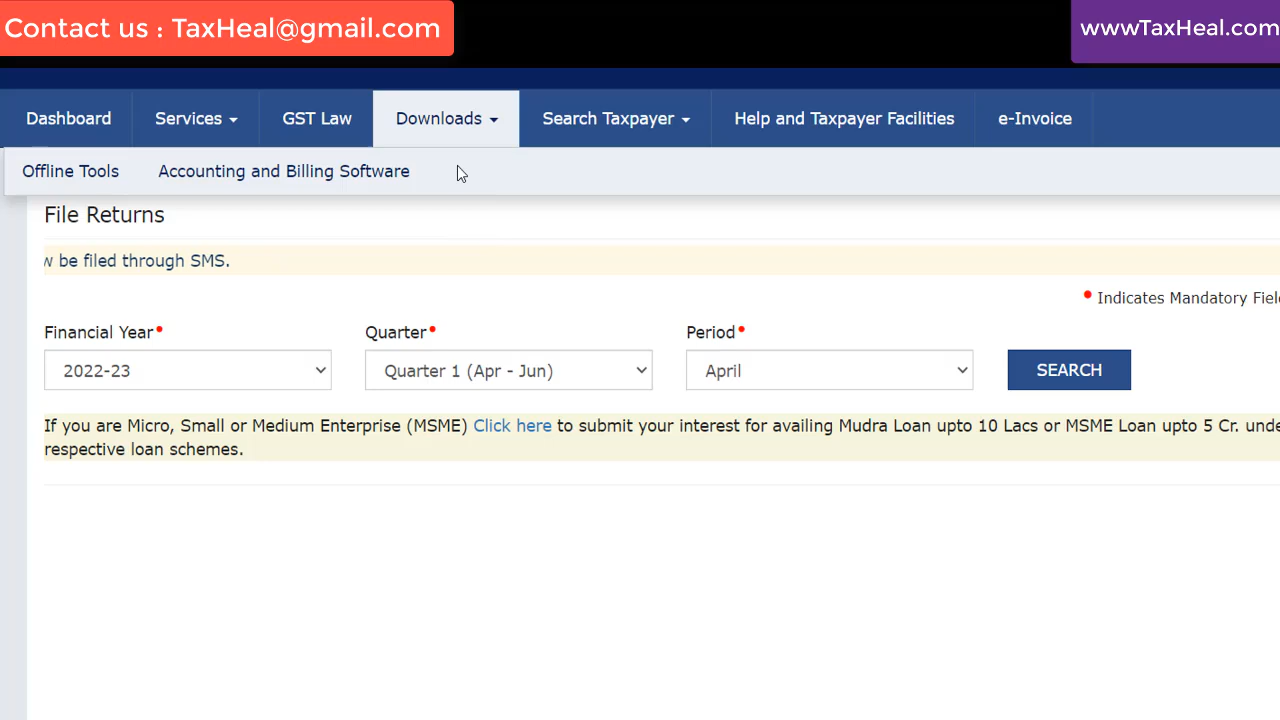 Contact us : TaxHeal@gmail.com
wwwTaxHeal.com
Dashboard Services GST Law Downloads Search Taxpayer Help and Taxpayer Facilities e-Invoice
Offline Tools Accounting and Billing Software
File Returns
w be filed through SMS.
• Indicates Mandatory Fiel
Financial Year• Quarter• Period•
2022-23 Quarter 1 (Apr - Jun) April SEARCH
If you are Micro, Small or Medium Enterprise (MSME) Click here to submit your interest for availing Mudra Loan upto 10 Lacs or MSME Loan upto 5 Cr. unde
respective loan schemes.